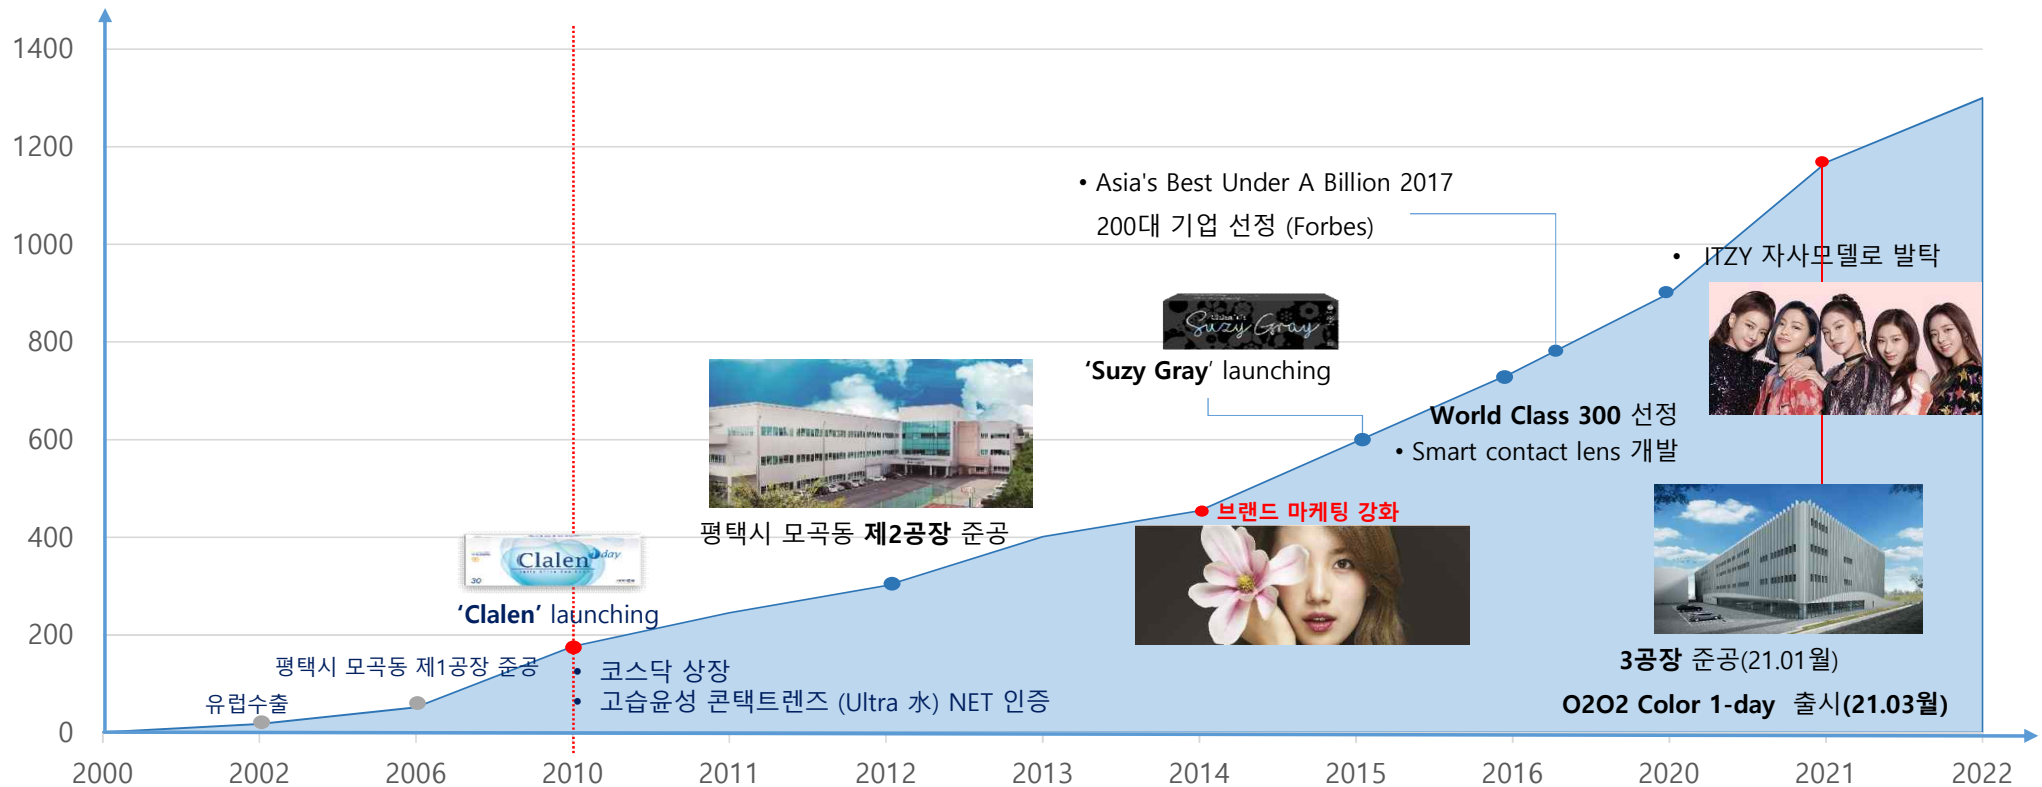 1400
1200
1000
800
600
400
200
0
• Asia's Best Under A Billion 2017
200대 기업 선정 (Forbes)
• ITZY 자사모델로 발탁
Suzy Gray
‘Suzy Gray’ launching
World Class 300 선정
• Smart contact lens 개발
• 브랜드 마케팅 강화
평택시 모곡동 제2공장 준공
Clalen 1day
30
‘Clalen’ launching
평택시 모곡동 제1공장 준공
유럽수출
• 코스닥 상장
• 고습윤성 콘택트렌즈 (Ultra 水) NET 인증
3공장 준공(21.01월)
O2O2 Color 1-day 출시(21.03월)
2000 2002 2006 2010 2011 2012 2013 2014 2015 2016 2020 2021 2022